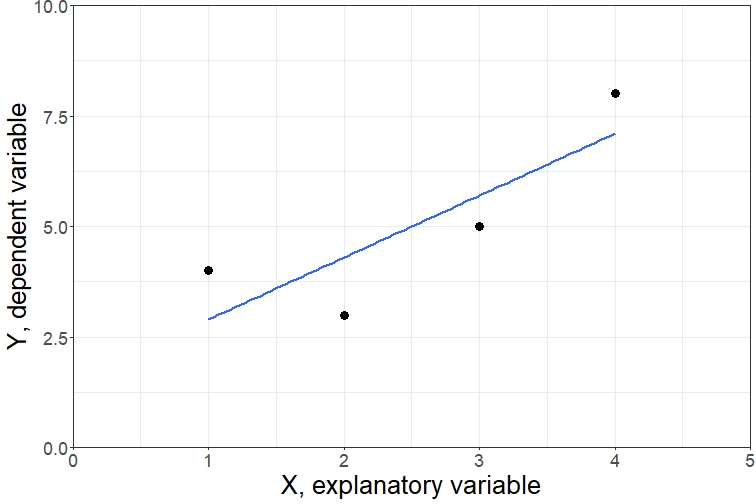 10.0
7.5
5.0
2.5
0.0
0 1 2 3 4 5
X, explanatory variable
Y, dependent variable